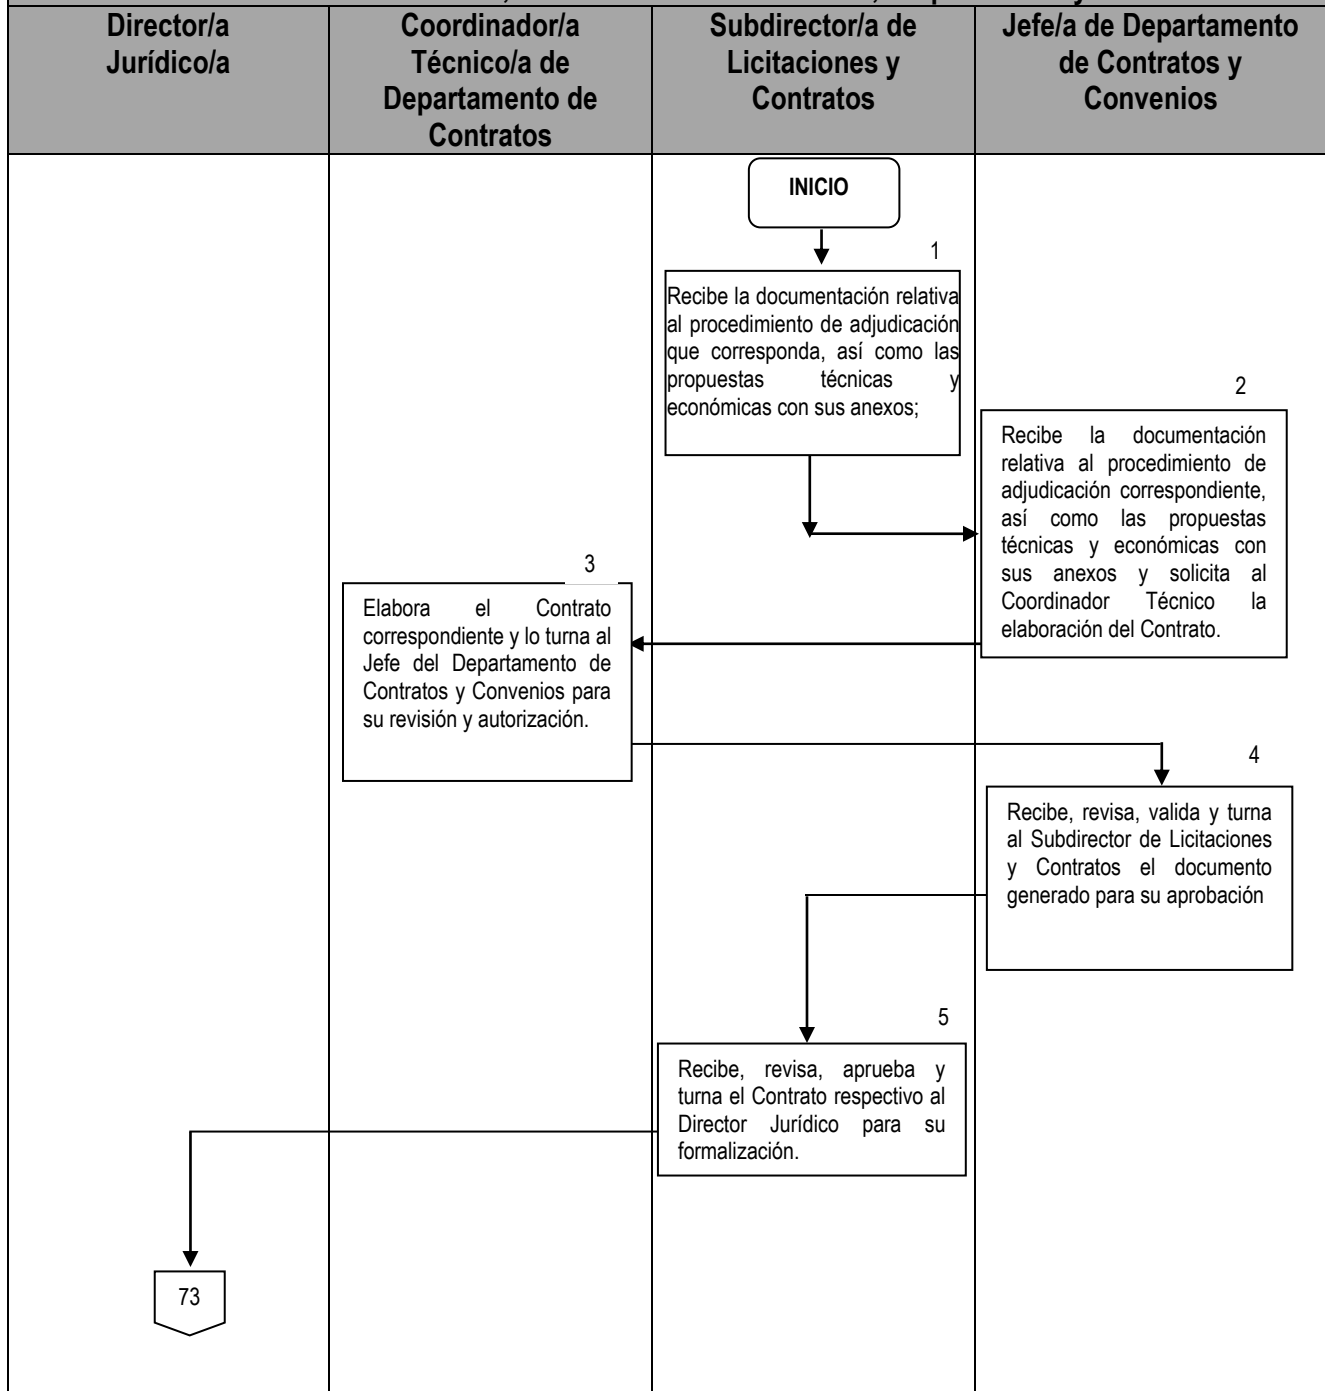 Director/a
Jurídico/a
Coordinador/a
Técnico/a de
Departamento de
Contratos
Subdirector/a de
Licitaciones y
Contratos
Jefe/a de Departamento
de Contratos y
Convenios
INICIO
1
Recibe la documentación relativa
al procedimiento de adjudicación
que corresponda, así como las
propuestas técnicas y
económicas con sus anexos;
2
Recibe la documentación
relativa al procedimiento de
adjudicación correspondiente,
así como las propuestas
técnicas y económicas con
sus anexos y solicita al
Coordinador Técnico la
elaboración del Contrato.
3
Elabora el Contrato
correspondiente y lo turna al
Jefe del Departamento de
Contratos y Convenios para
su revisión y autorización.
4
Recibe, revisa, valida y turna
al Subdirector de Licitaciones
y Contratos el documento
generado para su aprobación
5
Recibe, revisa, aprueba y
turna el Contrato respectivo al
Director Jurídico para su
formalización.
73